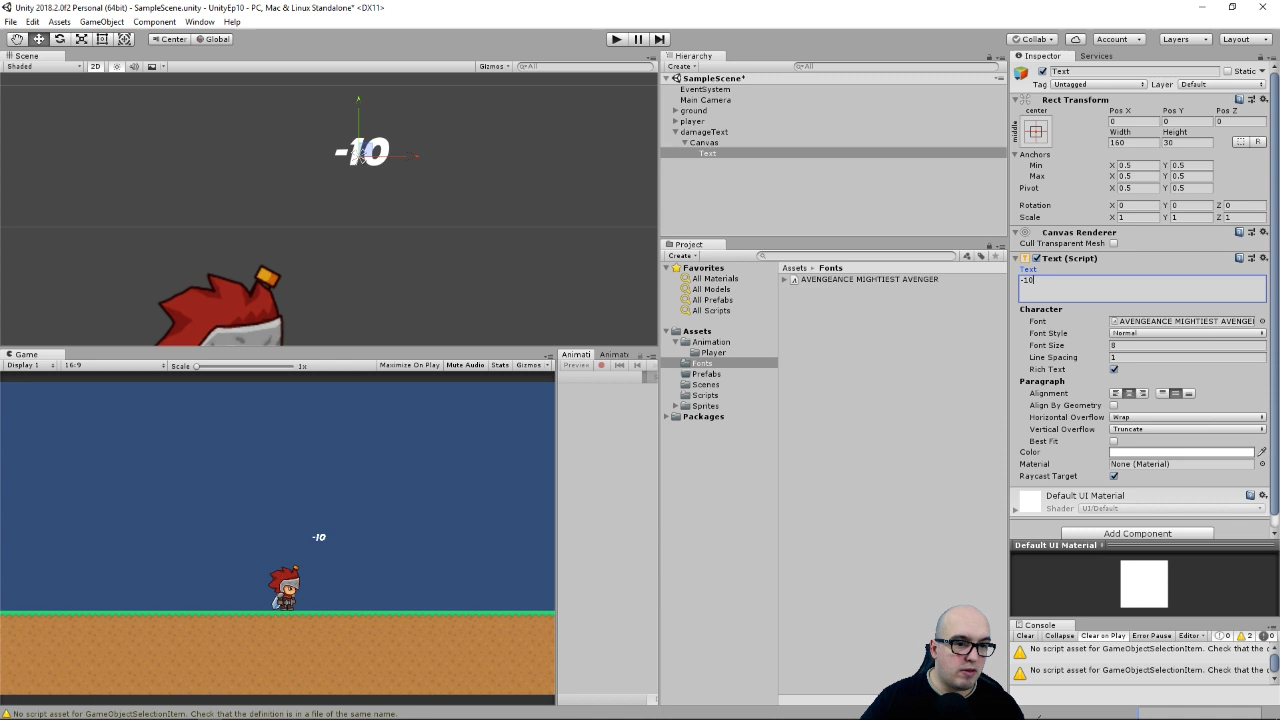 Unity 2018.2.0f2 Personal (64bit) - SampleScene.unity - UnityEp10 - PC, Mac & Linux Standalone* <DX11>
File Edit Assets GameObject Component Window Help
Center Global
Collab Account Layers Layout
Scene
Shaded 2D Gizmos All
-10
Game
Display 1 16:9 Scale 1x Maximize On Play Mute Audio Stats Gizmos
-10
Animati Animati
Preview
Hierarchy
Create All
SampleScene*
EventSystem
Main Camera
ground
player
damageText
Canvas
Text
Project
Create
Favorites
All Materials
All Models
All Prefabs
All Scripts
Assets
Animation
Player
Fonts
Prefabs
Scenes
Scripts
Sprites
Packages
Assets Fonts
AVENGEANCE MIGHTIEST AVENGER
Inspector Services
Text Static
Tag Untagged Layer Default
Rect Transform
center Pos X Pos Y Pos Z
middle 0 0 0
Width Height
160 30 R
Anchors
Min X 0.5 Y 0.5
Max X 0.5 Y 0.5
Pivot X 0.5 Y 0.5
Rotation X 0 Y 0 Z 0
Scale X 1 Y 1 Z 1
Canvas Renderer
Cull Transparent Mesh
Text (Script)
Text
-10
Character
Font AVENGEANCE MIGHTIEST AVENGEI
Font Style Normal
Font Size 8
Line Spacing 1
Rich Text
Paragraph
Alignment
Align By Geometry
Horizontal Overflow Wrap
Vertical Overflow Truncate
Best Fit
Color
Material None (Material)
Raycast Target
Default UI Material
Shader UI/Default
Add Component
Default UI Material
Console
Clear Collapse Clear on Play Error Pause Editor 0 2 0
No script asset for GameObjectSelectionItem. Check that the d
No script asset for GameObjectSelectionItem. Check that the d
No script asset for GameObjectSelectionItem. Check that the definition is in a file of the same name.